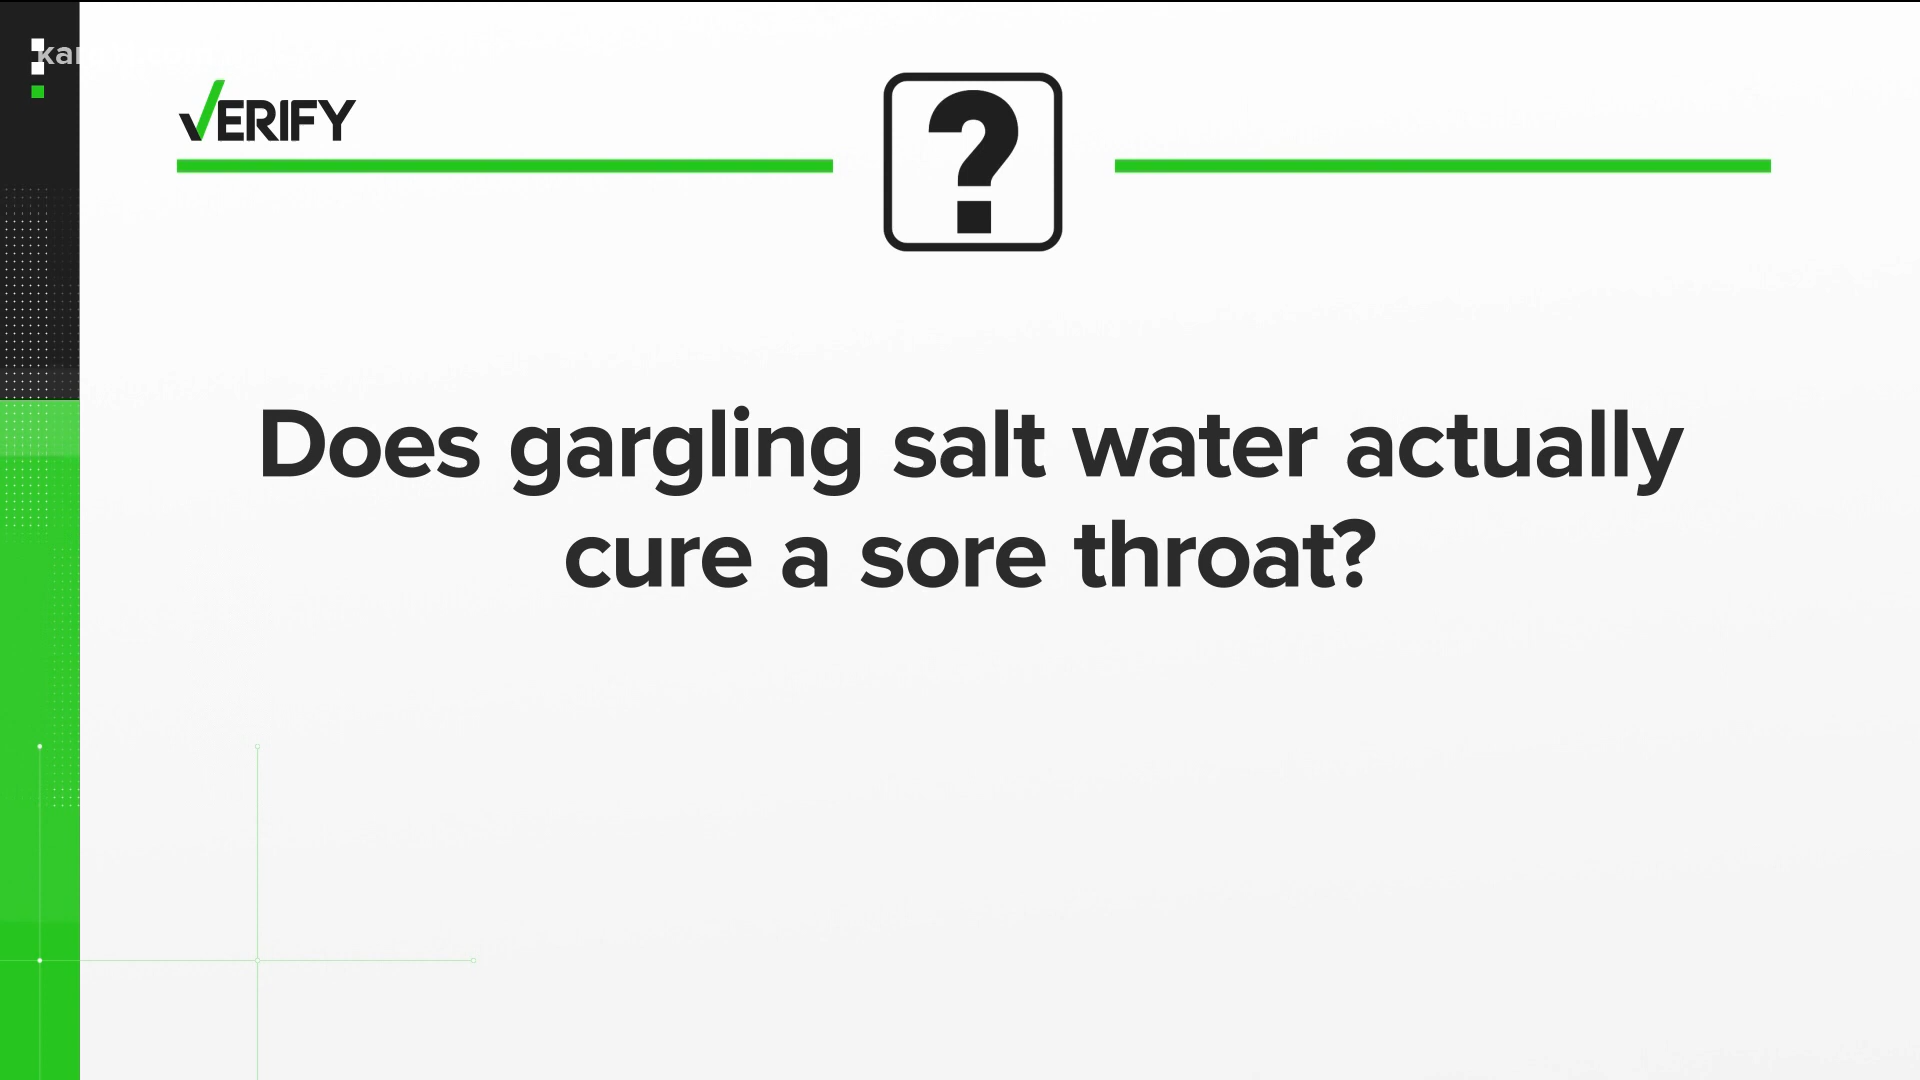 VERIFY
?
Does gargling salt water actually
cure a sore throat?